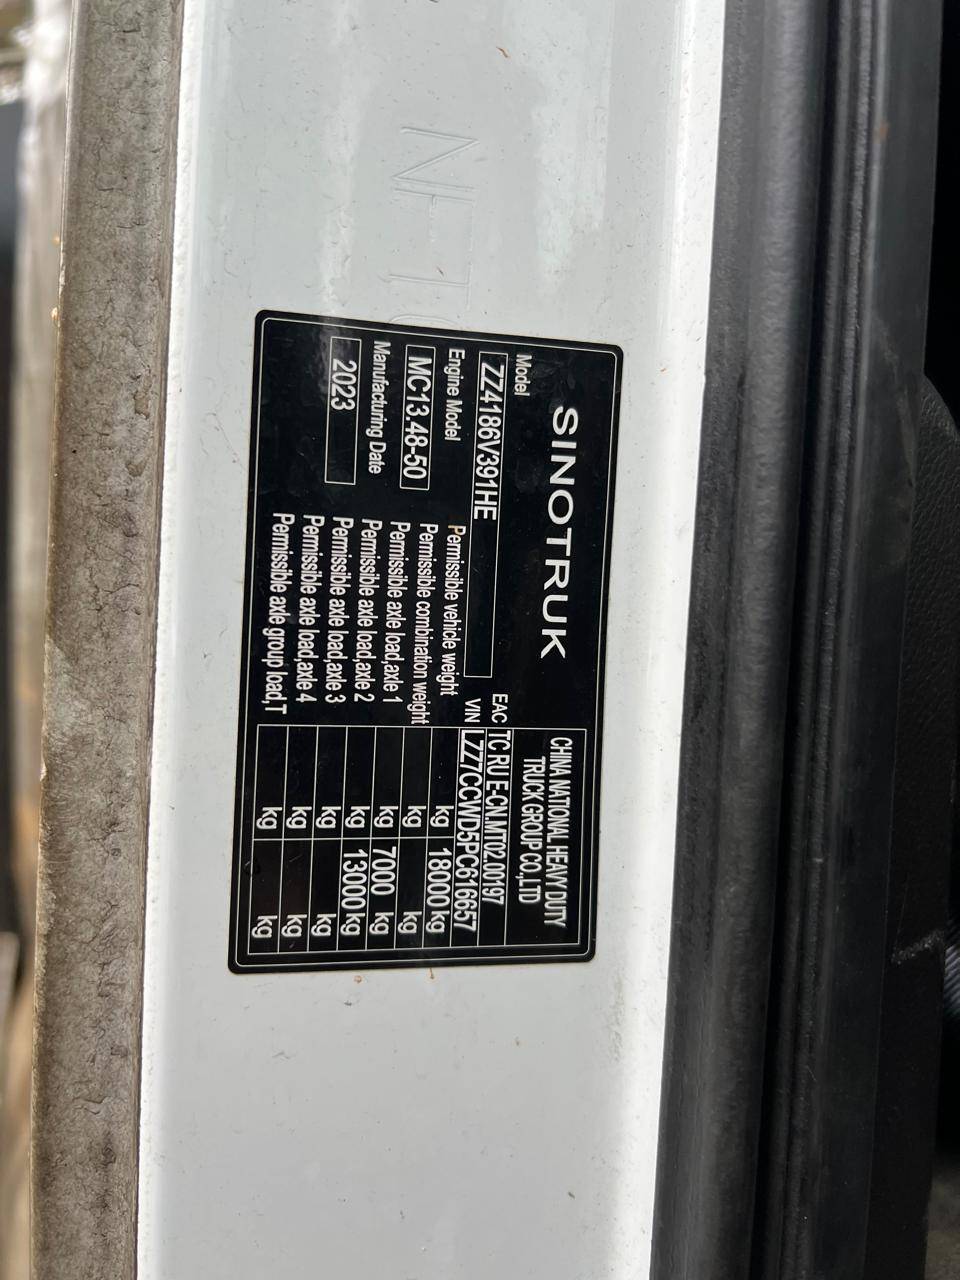 SINOTRUK
CHINA NATIONAL HEAVY DUTY
TRUCK GROUP CO.,LTD
Model
ZZ4186V391HE
EAC TC RU E-CN.MT02.00197
VIN LZZ7CCWD5PC616657
Engine Model
MC13.48-50
Manufacturing Date
2023
Permissible vehicle weight kg 18000 kg
Permissible combination weight kg kg
Permissible axle load,axle 1 kg 7000 kg
Permissible axle load,axle 2 kg 13000 kg
Permissible axle load,axle 3 kg kg
Permissible axle load,axle 4 kg kg
Permissible axle group load,T kg kg